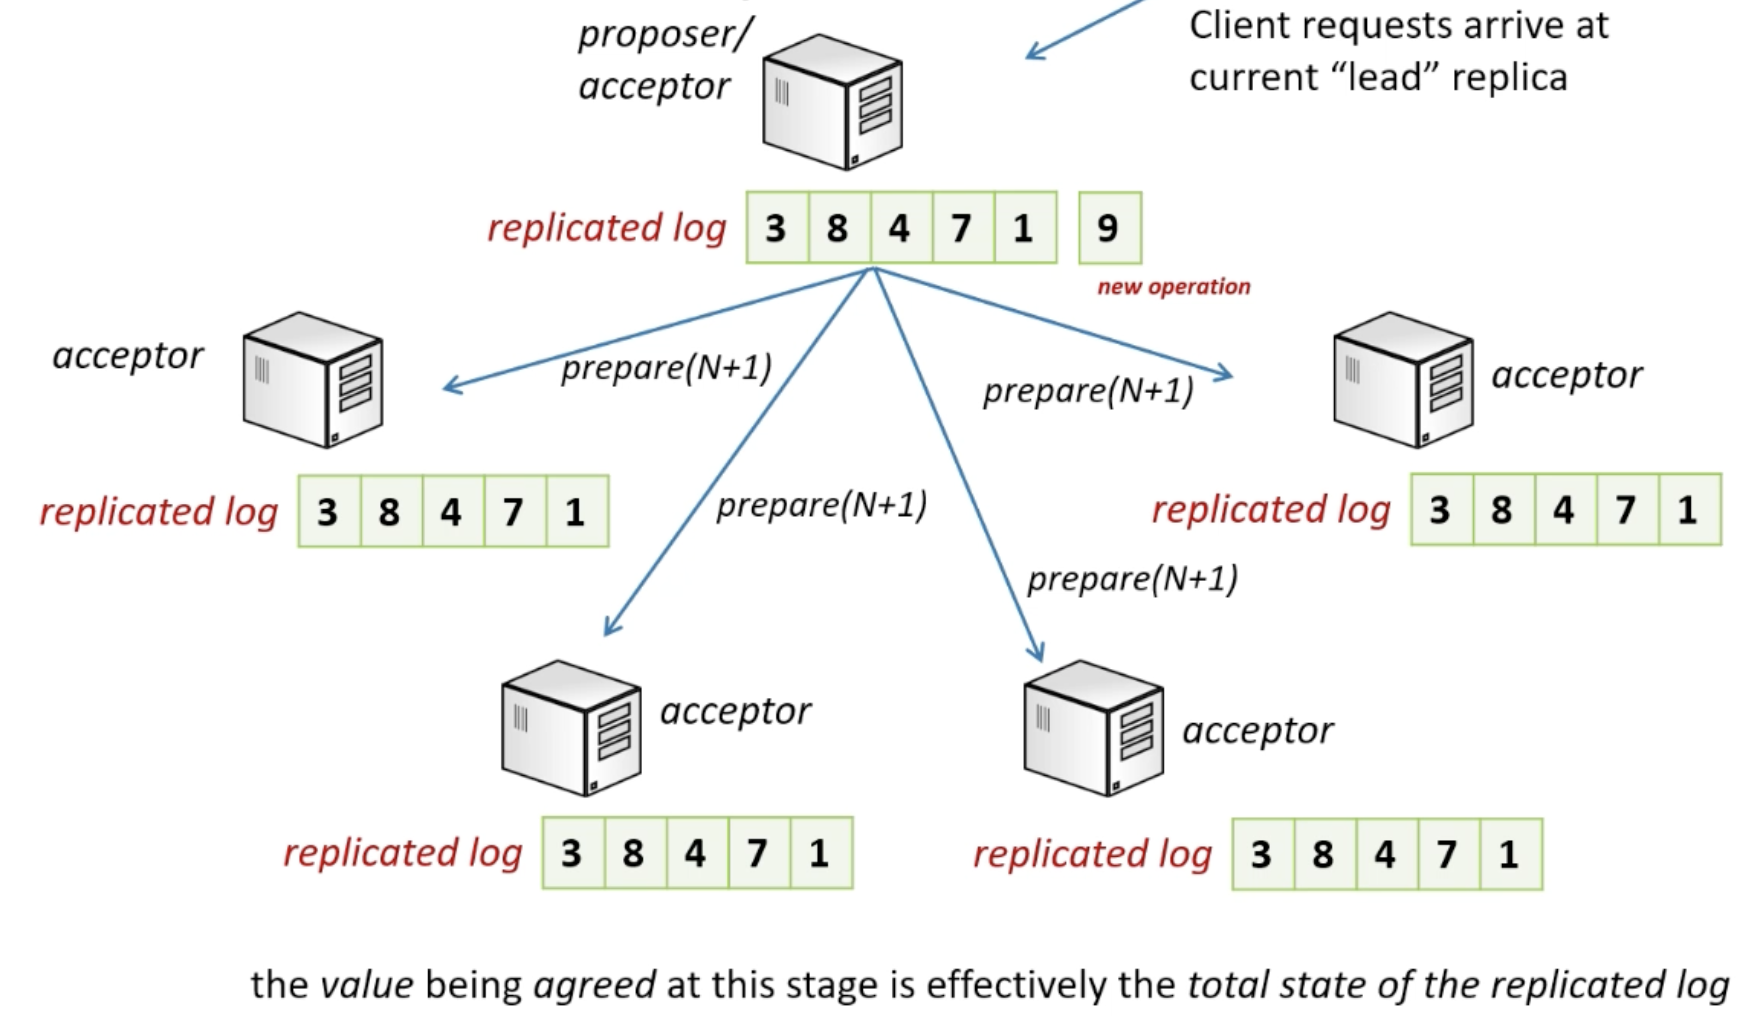 proposer/
acceptor
Client requests arrive at
current “lead” replica
replicated log 3 8 4 7 1 9
new operation
acceptor
prepare(N+1)
prepare(N+1)
acceptor
replicated log 3 8 4 7 1
prepare(N+1)
replicated log 3 8 4 7 1
prepare(N+1)
acceptor
acceptor
replicated log 3 8 4 7 1
replicated log 3 8 4 7 1
the value being agreed at this stage is effectively the total state of the replicated log